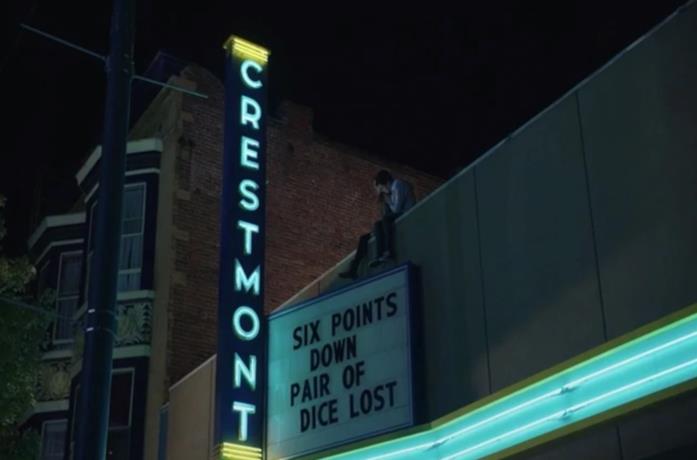 CRESTMONT
SIX POINTS
DOWN
PAIR OF
DICE LOST